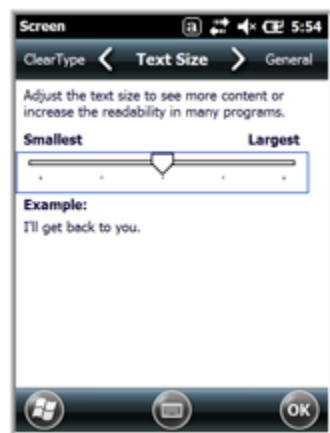 Screen a 5:54
ClearType Text Size General
Adjust the text size to see more content or
increase the readability in many programs.
Smallest Largest
Example:
I'll get back to you.
OK